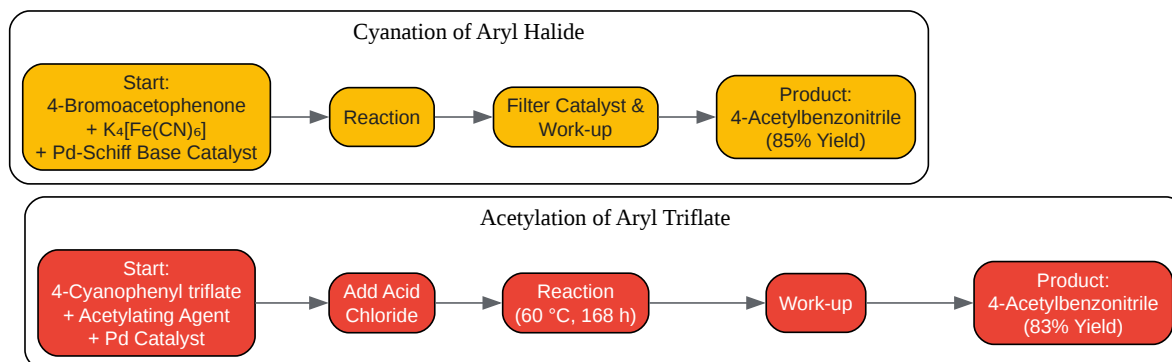 Cyanation of Aryl Halide
Start:
4-Bromoacetophenone
+ K₄[Fe(CN)₆]
+ Pd-Schiff Base Catalyst
Reaction
Filter Catalyst &
Work-up
Product:
4-Acetylbenzonitrile
(85% Yield)
Acetylation of Aryl Triflate
Start:
4-Cyanophenyl triflate
+ Acetylating Agent
+ Pd Catalyst
Add Acid
Chloride
Reaction
(60 °C, 168 h)
Work-up
Product:
4-Acetylbenzonitrile
(83% Yield)